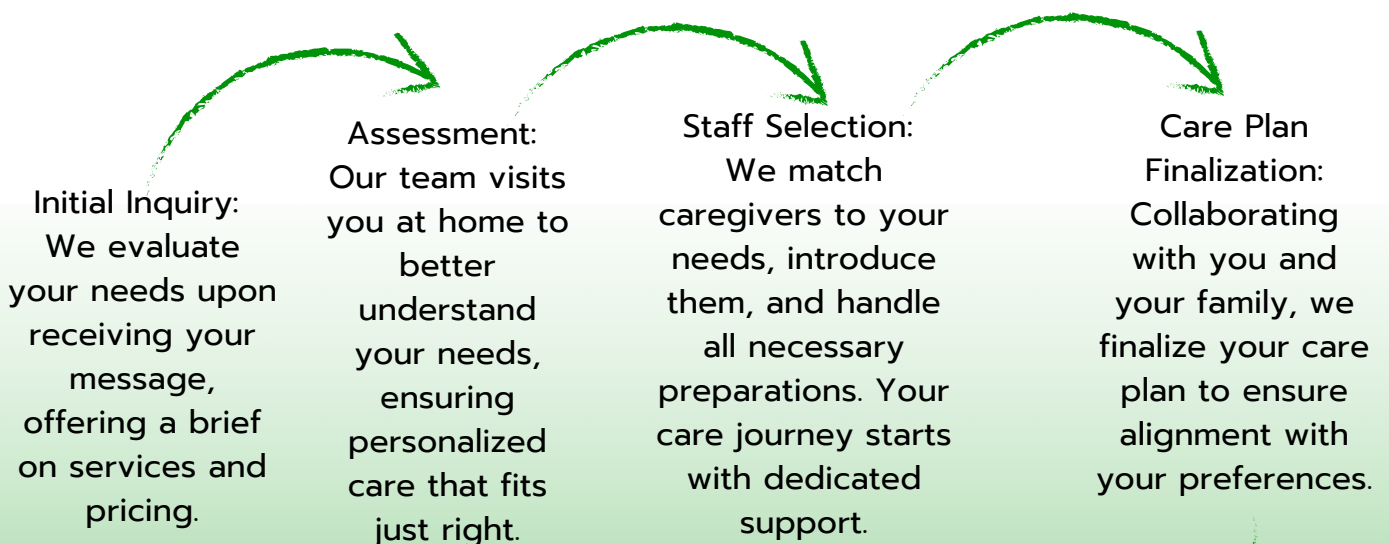 Initial Inquiry:
We evaluate
your needs upon
receiving your
message,
offering a brief
on services and
pricing.
Assessment:
Our team visits
you at home to
better
understand
your needs,
ensuring
personalized
care that fits
just right.
Staff Selection:
We match
caregivers to your
needs, introduce
them, and handle
all necessary
preparations. Your
care journey starts
with dedicated
support.
Care Plan
Finalization:
Collaborating
with you and
your family, we
finalize your care
plan to ensure
alignment with
your preferences.